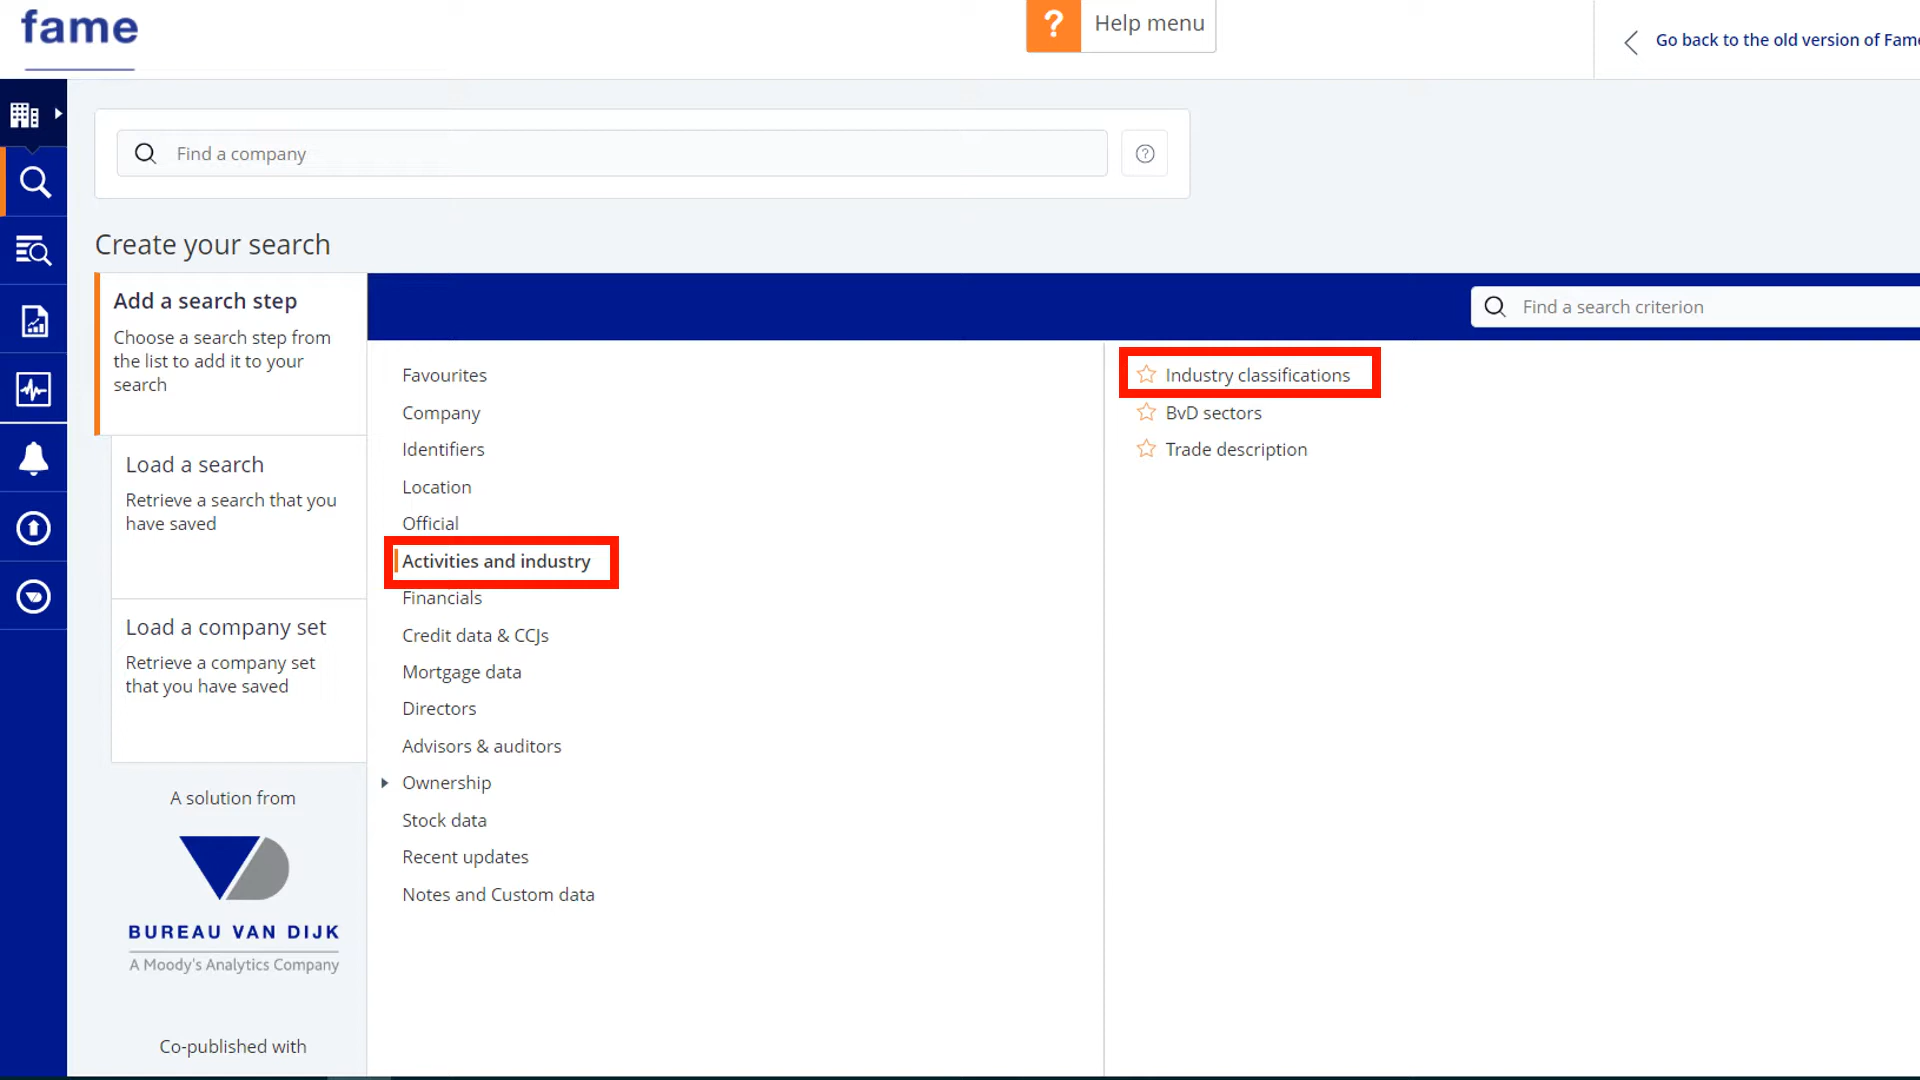 fame
? Help menu
Go back to the old version of Fame
Find a company
Create your search
Add a search step
Choose a search step from
the list to add it to your
search
Load a search
Retrieve a search that you
have saved
Load a company set
Retrieve a company set
that you have saved
A solution from
BUREAU VAN DIJK
A Moody's Analytics Company
Co-published with
Find a search criterion
Favourites
Company
Identifiers
Location
Official
Activities and industry
Financials
Credit data & CCJs
Mortgage data
Directors
Advisors & auditors
Ownership
Stock data
Recent updates
Notes and Custom data
Industry classifications
BvD sectors
Trade description